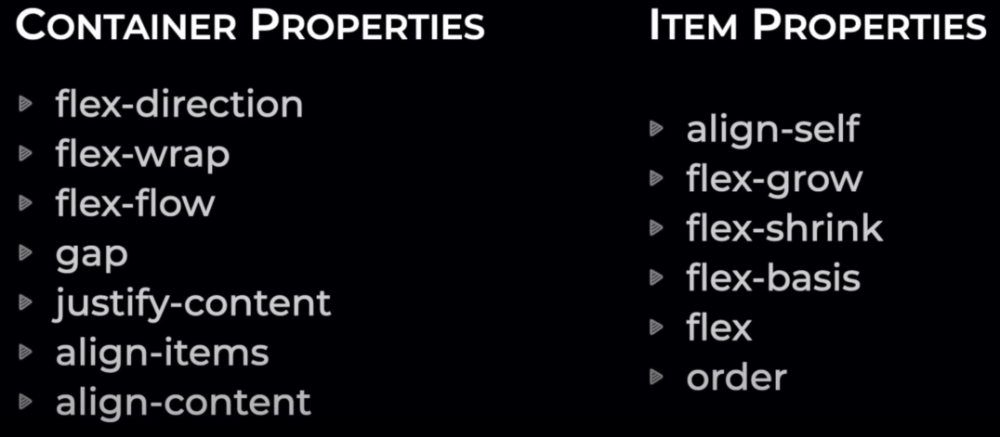 CONTAINER PROPERTIES
flex-direction
flex-wrap
flex-flow
gap
justify-content
align-items
align-content
ITEM PROPERTIES
align-self
flex-grow
flex-shrink
flex-basis
flex
order